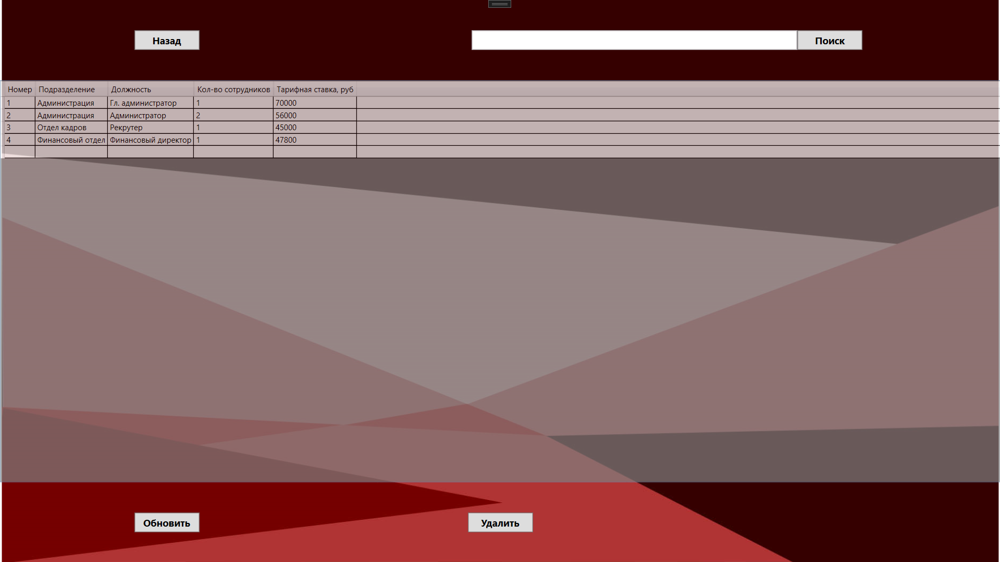 Назад Поиск
Номер Подразделение Должность Кол-во сотрудников Тарифная ставка, руб
1 Администрация Гл. администратор 1 70000
2 Администрация Администратор 2 56000
3 Отдел кадров Рекрутер 1 45000
4 Финансовый отдел Финансовый директор 1 47800
Обновить Удалить